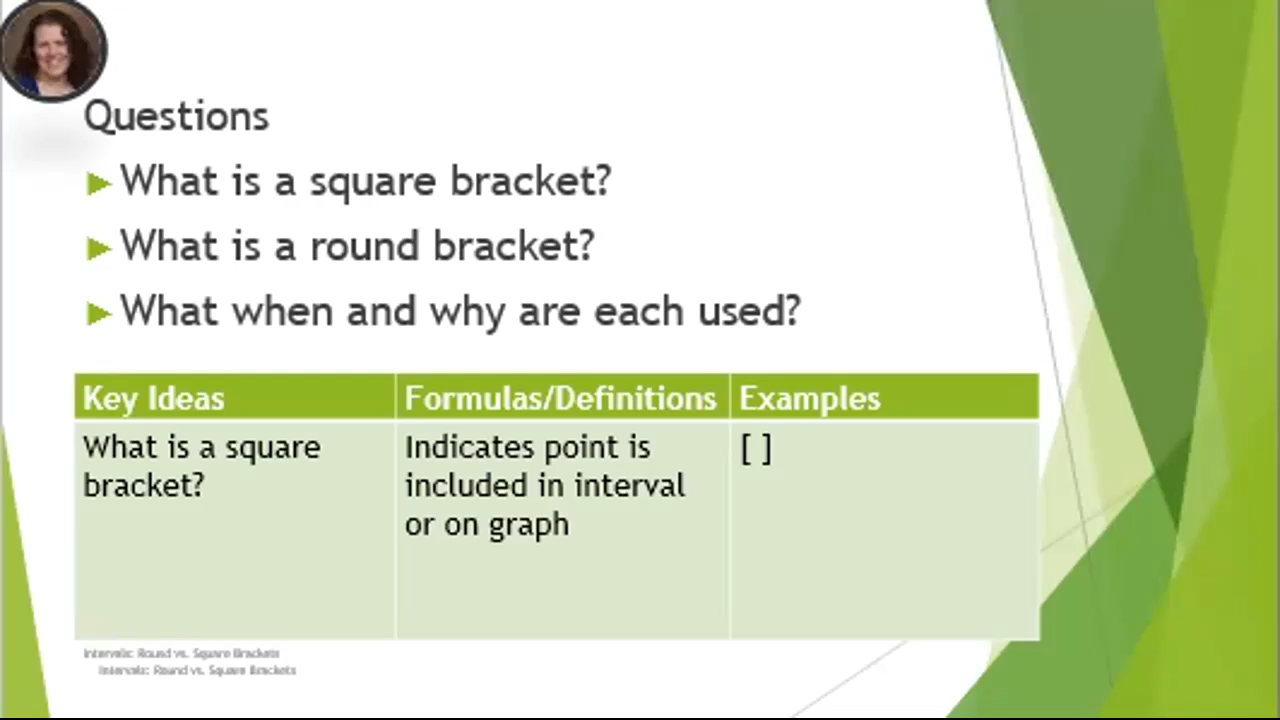 Questions
What is a square bracket?
What is a round bracket?
What when and why are each used?
Key Ideas Formulas/Definitions Examples
What is a square Indicates point is [ ]
bracket? included in interval
or on graph
Intervals: Round vs. Square Brackets
Intervals: Round vs. Square Brackets